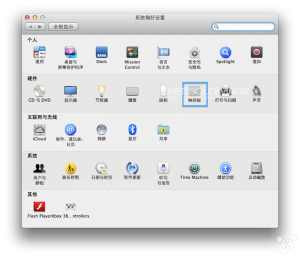 系统偏好设置
全部显示
个人
通用
桌面与
屏幕保护程序
Dock
Mission
Control
语言
与文本
安全性
与隐私
Spotlight
通知
硬件
CD 与 DVD
显示器
节能器
键盘
鼠标
触控板
打印与扫描
声音
互联网与无线
iCloud
邮件、通讯录、
日历
网络
蓝牙
共享
系统
用户与
群组
家长控制
日期与时间
软件更新
听写
与语音
Time Machine
辅助功能
启动磁盘
其他
Flash Player
Xbox 36...ntrollers